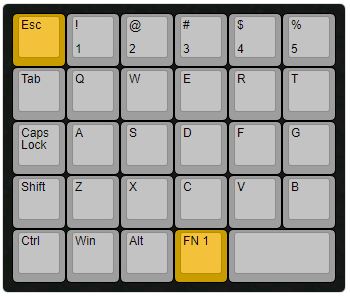 Esc ! @ # $ %
1 2 3 4 5
Tab Q W E R T
Caps A S D F G
Lock
Shift Z X C V B
Ctrl Win Alt FN 1